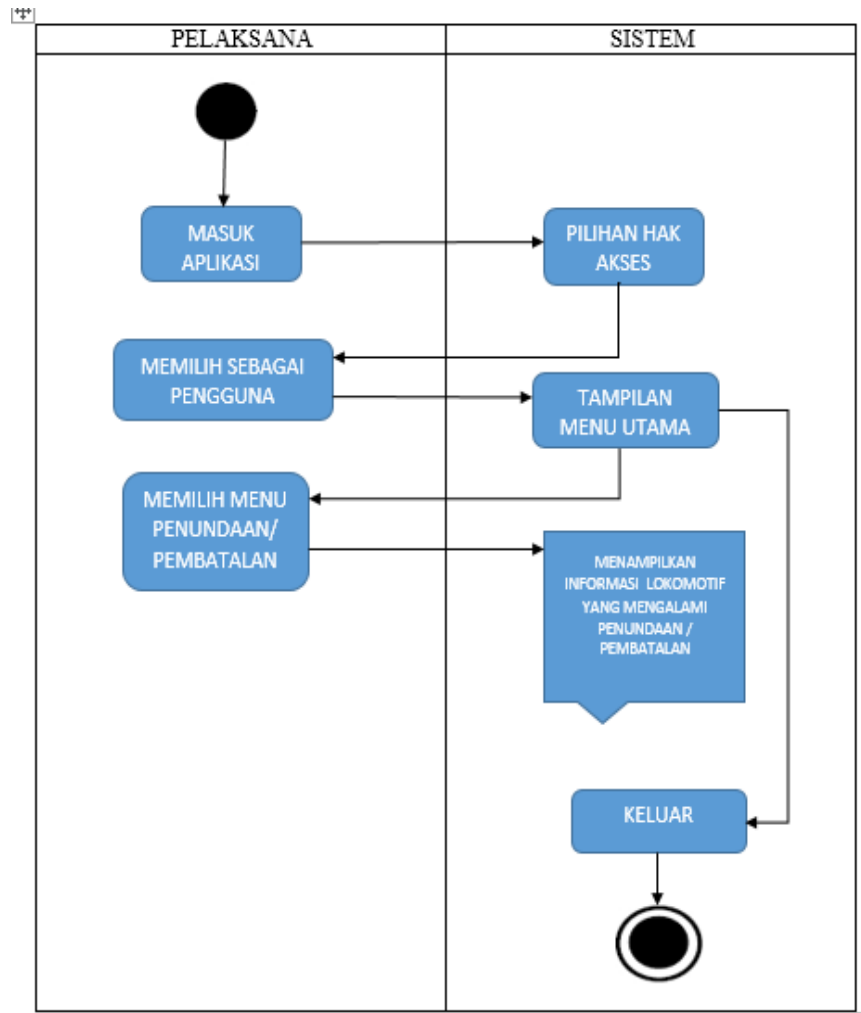 PELAKSANA
SISTEM
MASUK
APLIKASI
PILIHAN HAK
AKSES
MEMILIH SEBAGAI
PENGGUNA
TAMPILAN
MENU UTAMA
MEMILIH MENU
PENUNDAAN/
PEMBATALAN
MENAMPILKAN
INFORMASI LOKOMOTIF
YANG MENGALAMI
PENUNDAAN /
PEMBATALAN
KELUAR